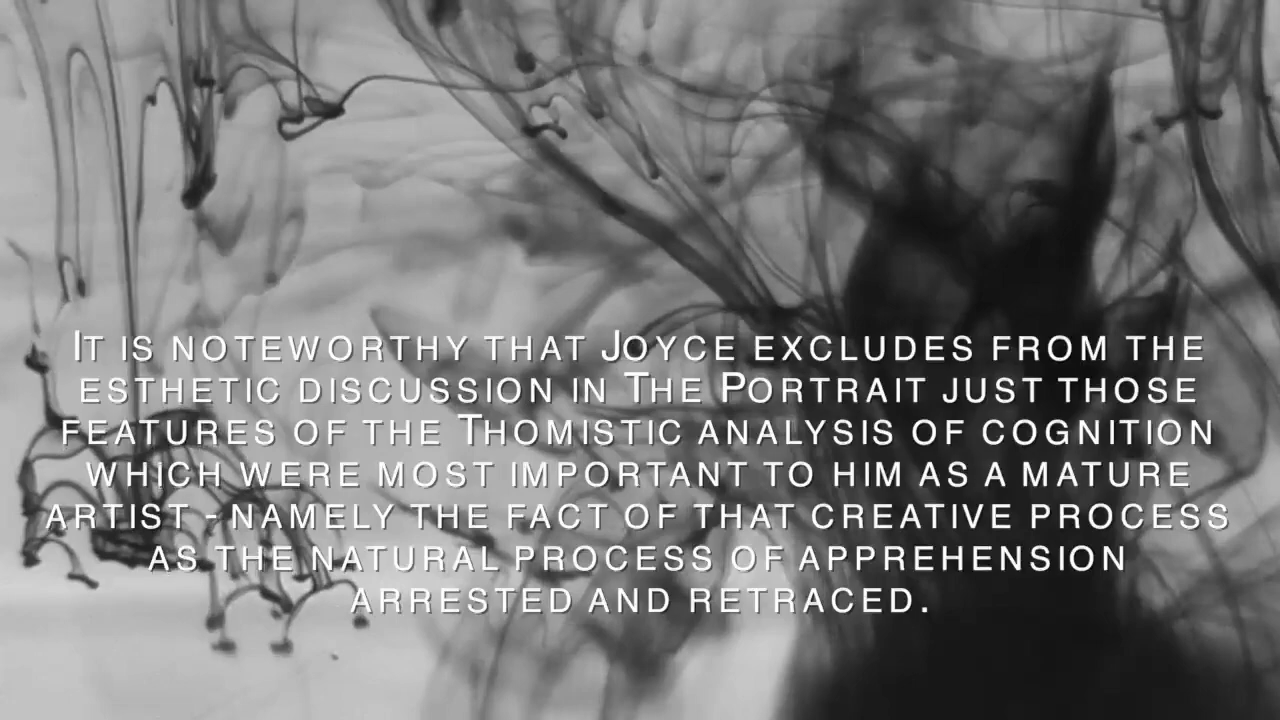 It is noteworthy that Joyce excludes from the
esthetic discussion in The Portrait just those
features of the Thomistic analysis of cognition
which were most important to him as a mature
artist - namely the fact of that creative process
as the natural process of apprehension
arrested and retraced.